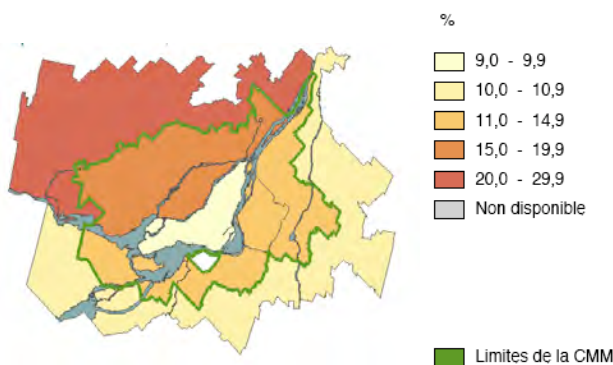 %
9,0 - 9,9
10,0 - 10,9
11,0 - 14,9
15,0 - 19,9
20,0 - 29,9
Non disponible
Limites de la CMM